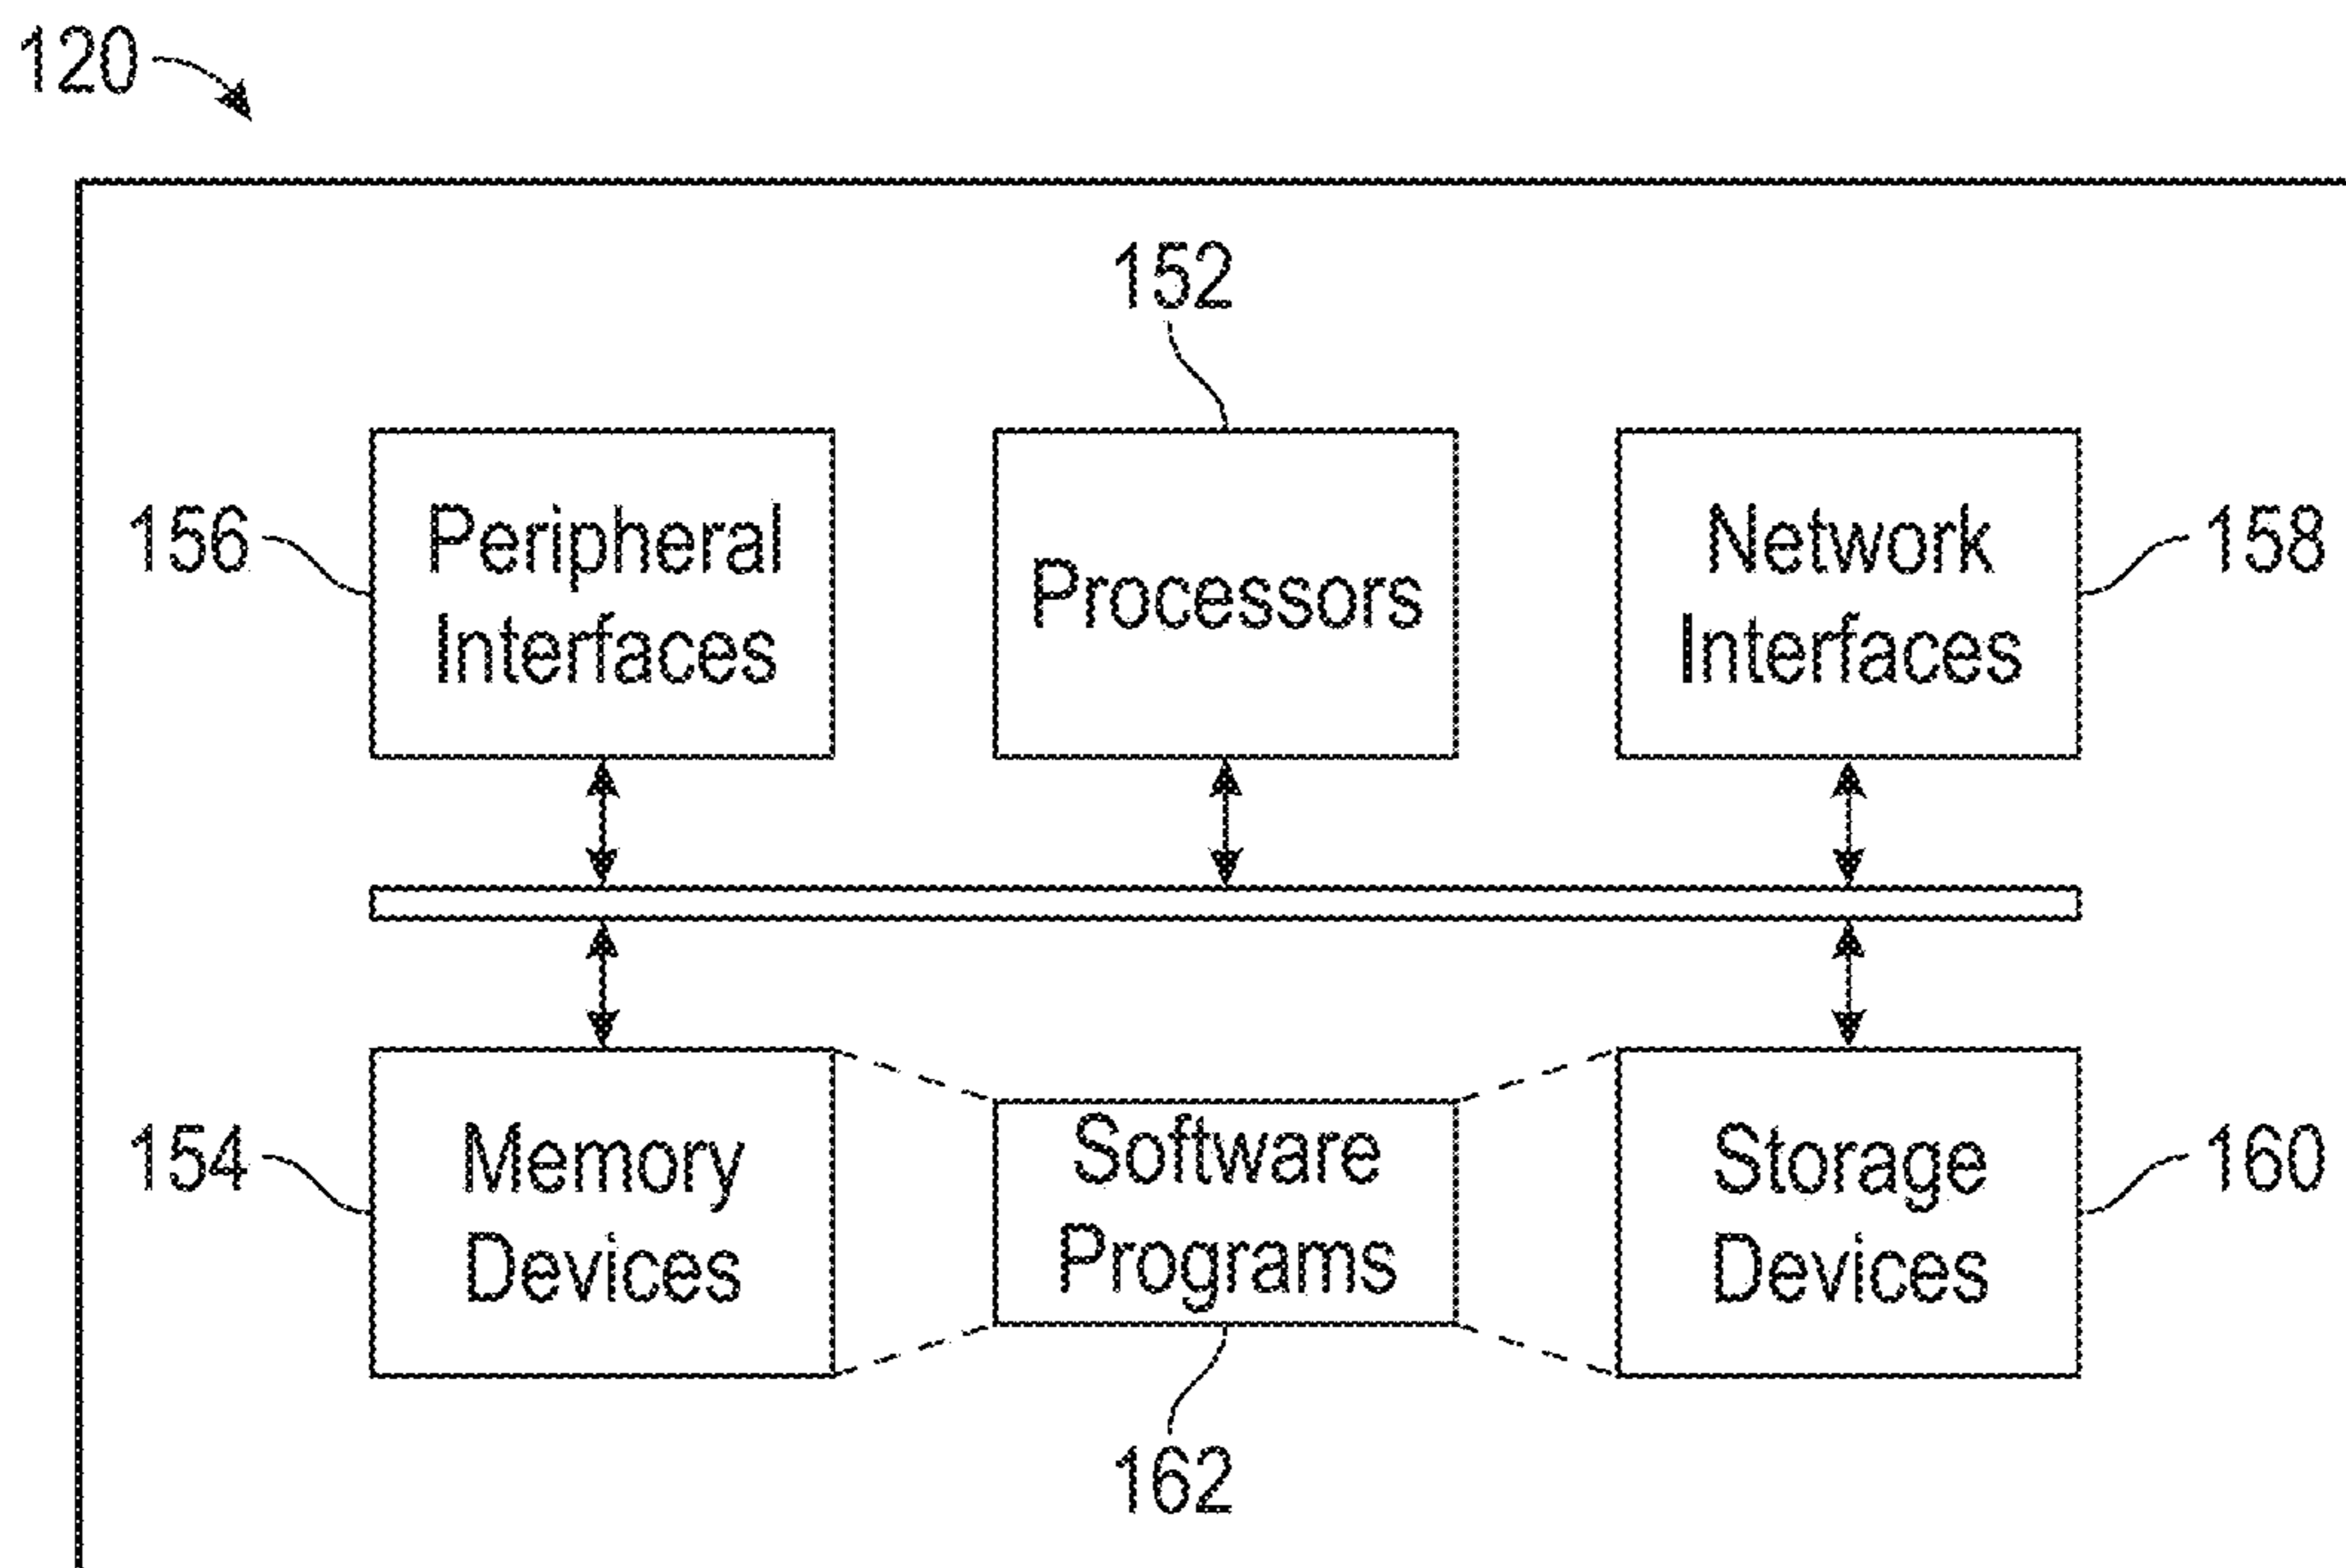 120
152
156
Peripheral
Interfaces
Processors
Network
Interfaces
158
154
Memory
Devices
Software
Programs
Storage
Devices
160
162